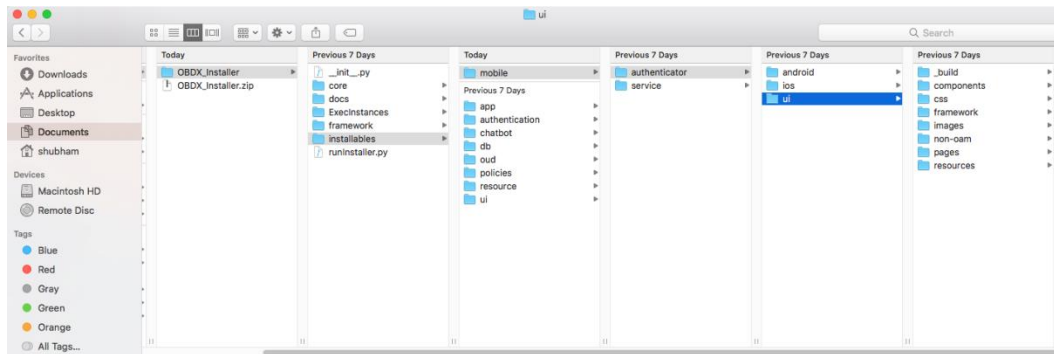 ui
Search
Favorites
Downloads
Applications
Desktop
Documents
shubham
Devices
Macintosh HD
Remote Disc
Tags
Blue
Red
Gray
Green
Orange
All Tags...
Today
OBDX_Installer
OBDX_Installer.zip
Previous 7 Days
__init__.py
core
docs
ExecInstances
framework
installables
runInstaller.py
Today
mobile
Previous 7 Days
app
authentication
chatbot
db
oud
policies
resource
ui
Previous 7 Days
authenticator
service
Previous 7 Days
android
ios
ui
Previous 7 Days
_build
components
css
framework
images
non-oam
pages
resources